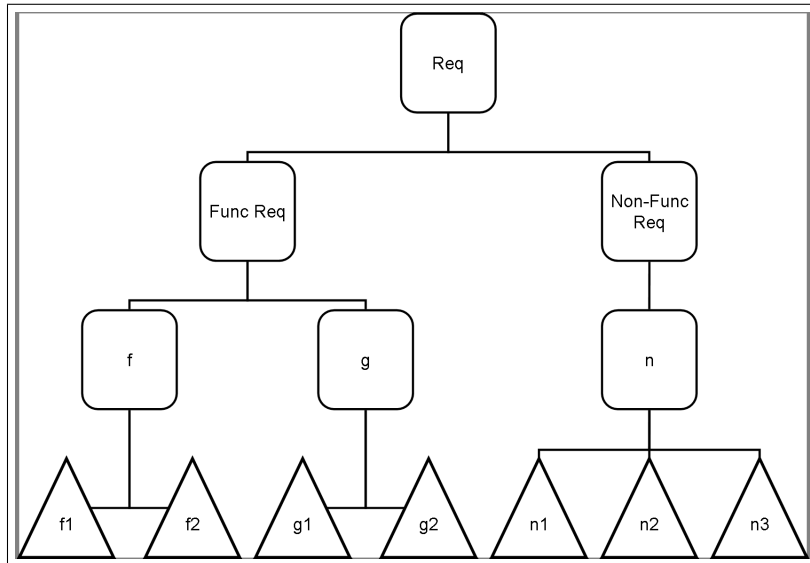 Req
Func Req
Non-Func
Req
f
g
n
f1
f2
g1
g2
n1
n2
n3